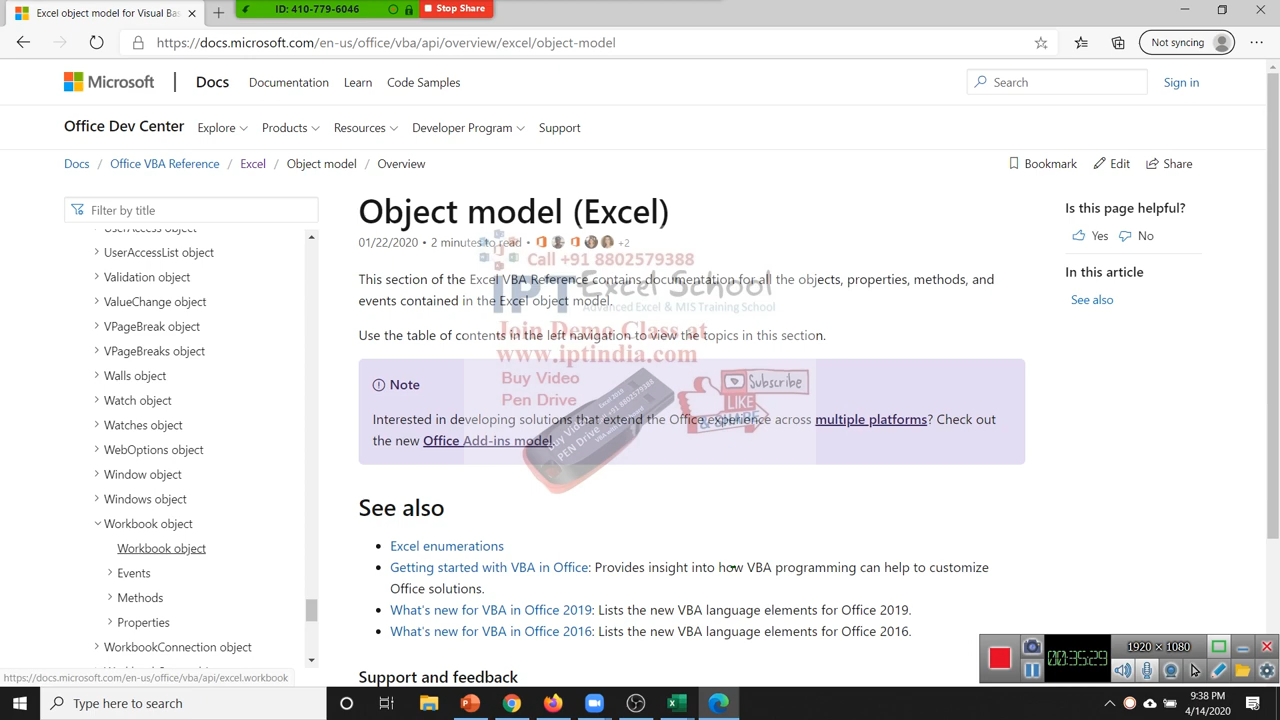 Excel object model for Visual Bas
ID: 410-779-6046
Stop Share
https://docs.microsoft.com/en-us/office/vba/api/overview/excel/object-model
Not syncing
Microsoft
Docs
Documentation
Learn
Code Samples
Search
Sign in
Office Dev Center
Explore
Products
Resources
Developer Program
Support
Docs / Office VBA Reference / Excel / Object model / Overview
Bookmark
Edit
Share
Filter by title
UserAccess object
UserAccessList object
Validation object
ValueChange object
VPageBreak object
VPageBreaks object
Walls object
Watch object
Watches object
WebOptions object
Window object
Windows object
Workbook object
Workbook object
Events
Methods
Properties
WorkbookConnection object
https://docs.microsoft.com/en-us/office/vba/api/excel.workbook
Object model (Excel)
01/22/2020 • 2 minutes to read •
+2
This section of the Excel VBA Reference contains documentation for all the objects, properties, methods, and
events contained in the Excel object model.
Use the table of contents in the left navigation to view the topics in this section.
Note
Interested in developing solutions that extend the Office experience across multiple platforms? Check out
the new Office Add-ins model.
See also
• Excel enumerations
• Getting started with VBA in Office: Provides insight into how VBA programming can help to customize
Office solutions.
• What's new for VBA in Office 2019: Lists the new VBA language elements for Office 2019.
• What's new for VBA in Office 2016: Lists the new VBA language elements for Office 2016.
Support and feedback
Is this page helpful?
Yes
No
In this article
See also
Call +91 8802579388
IPT Excel School
Advanced Excel & MIS Training School
Join Demo Class at
www.iptindia.com
Buy Video
Pen Drive
PEN DRIVE
Subscribe
LIKE
& SHARE
00:35:29
1920 × 1080
Type here to search
9:38 PM
4/14/2020